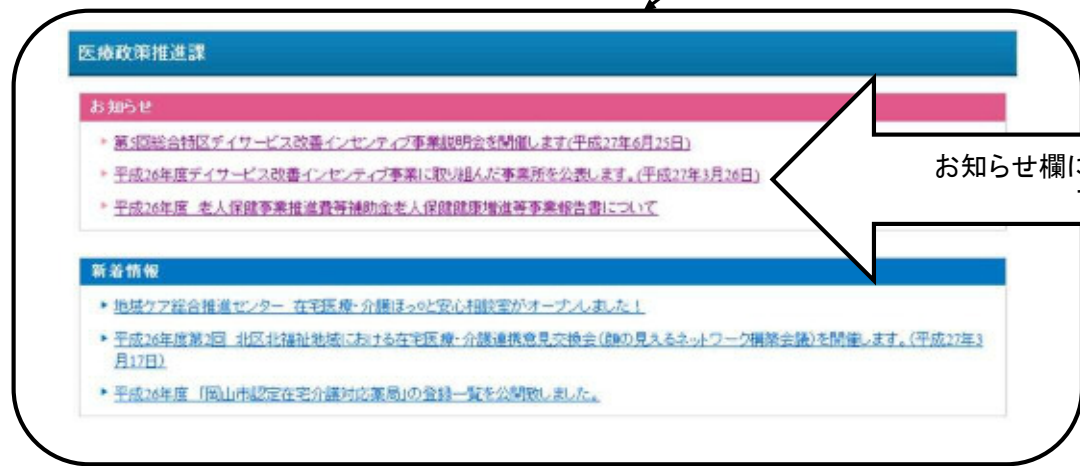 医療政策推進課
お知らせ
第5回総合特区デイサービス改善インセンティブ事業説明会を開催します(平成27年6月25日)
平成26年度デイサービス改善インセンティブ事業に取り組んだ事業所を公表します。(平成27年3月26日)
お知らせ欄に
平成26年度 老人保健事業推進費等補助金老人保健健康増進等事業報告書について
新着情報
地域ケア総合推進センター 在宅医療・介護ほっと安心相談室がオープンしました!
平成26年度第2回 北区北福祉地域における在宅医療・介護連携意見交換会(顔の見えるネットワーク構築会議)を開催します。(平成27年3
月17日)
平成26年度 「岡山市認定在宅介護対応薬局」の登録一覧を公開致しました。